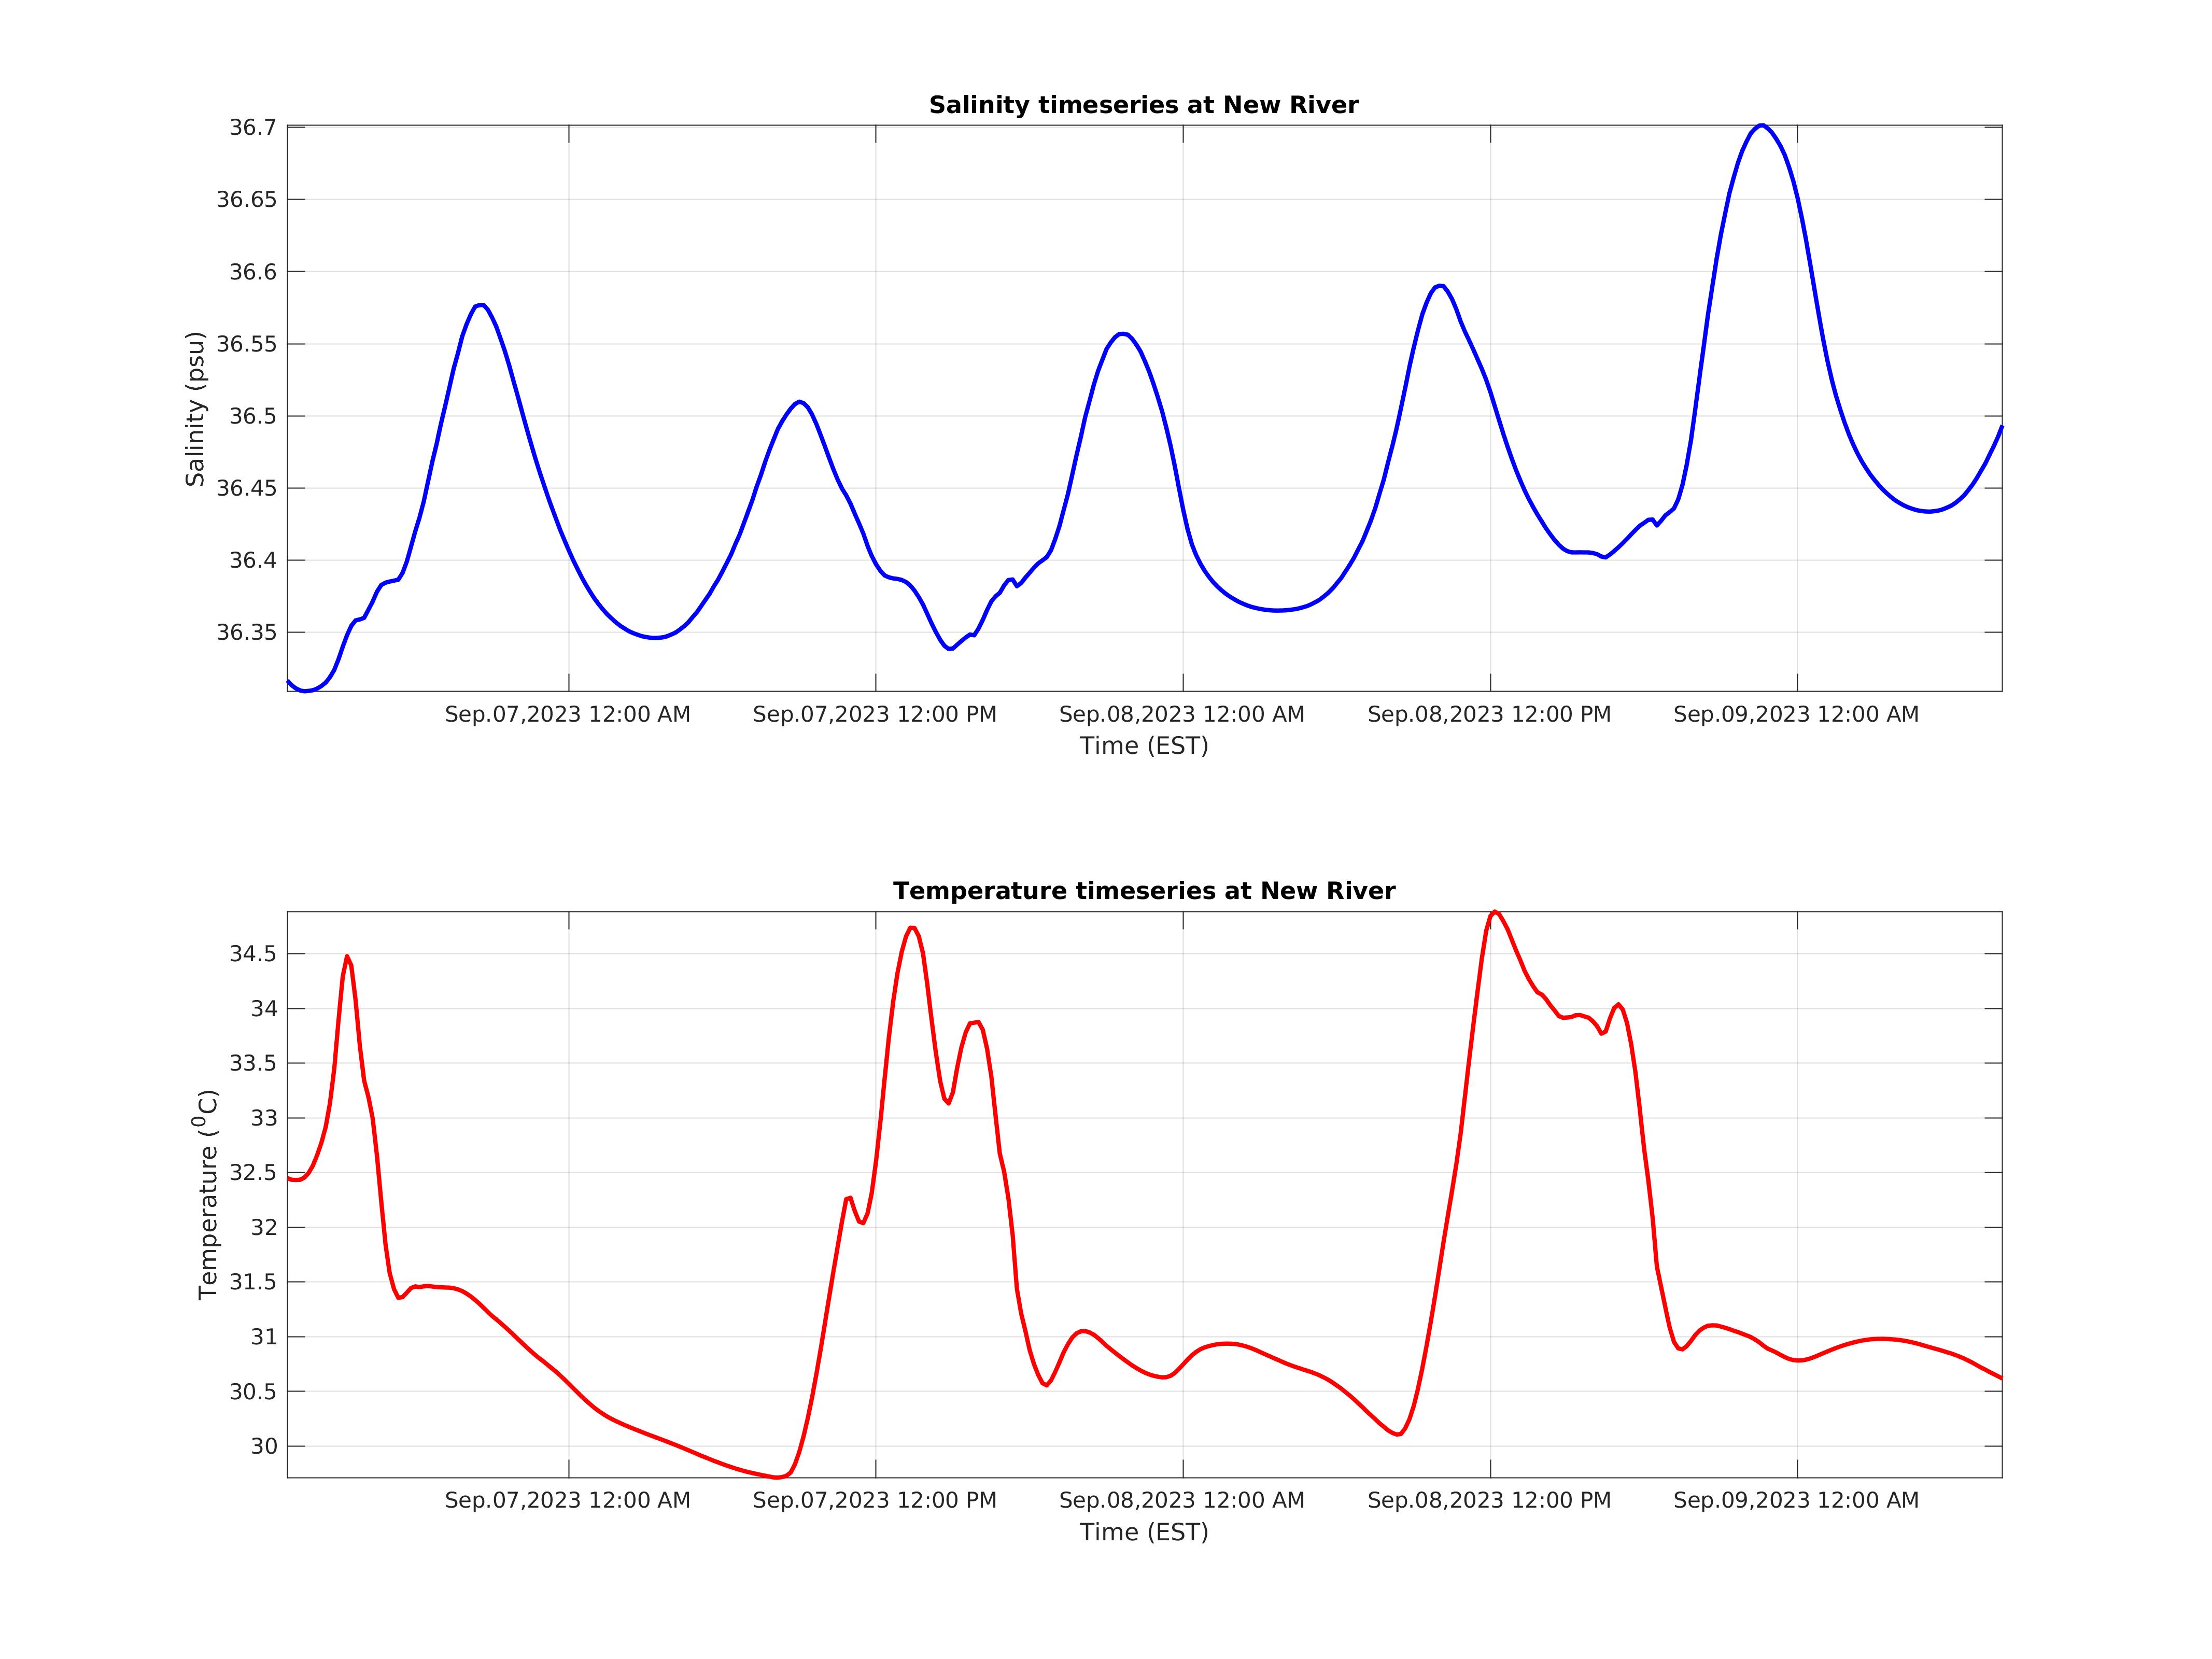 Salinity timeseries at New River
36.7
36.65
36.6
36.55
36.5
36.45
36.4
36.35
Salinity (psu)
Sep.07,2023 12:00 AM Sep.07,2023 12:00 PM Sep.08,2023 12:00 AM Sep.08,2023 12:00 PM Sep.09,2023 12:00 AM
Time (EST)
Temperature timeseries at New River
34.5
34
33.5
33
32.5
32
31.5
31
30.5
30
Temperature (⁰C)
Sep.07,2023 12:00 AM Sep.07,2023 12:00 PM Sep.08,2023 12:00 AM Sep.08,2023 12:00 PM Sep.09,2023 12:00 AM
Time (EST)